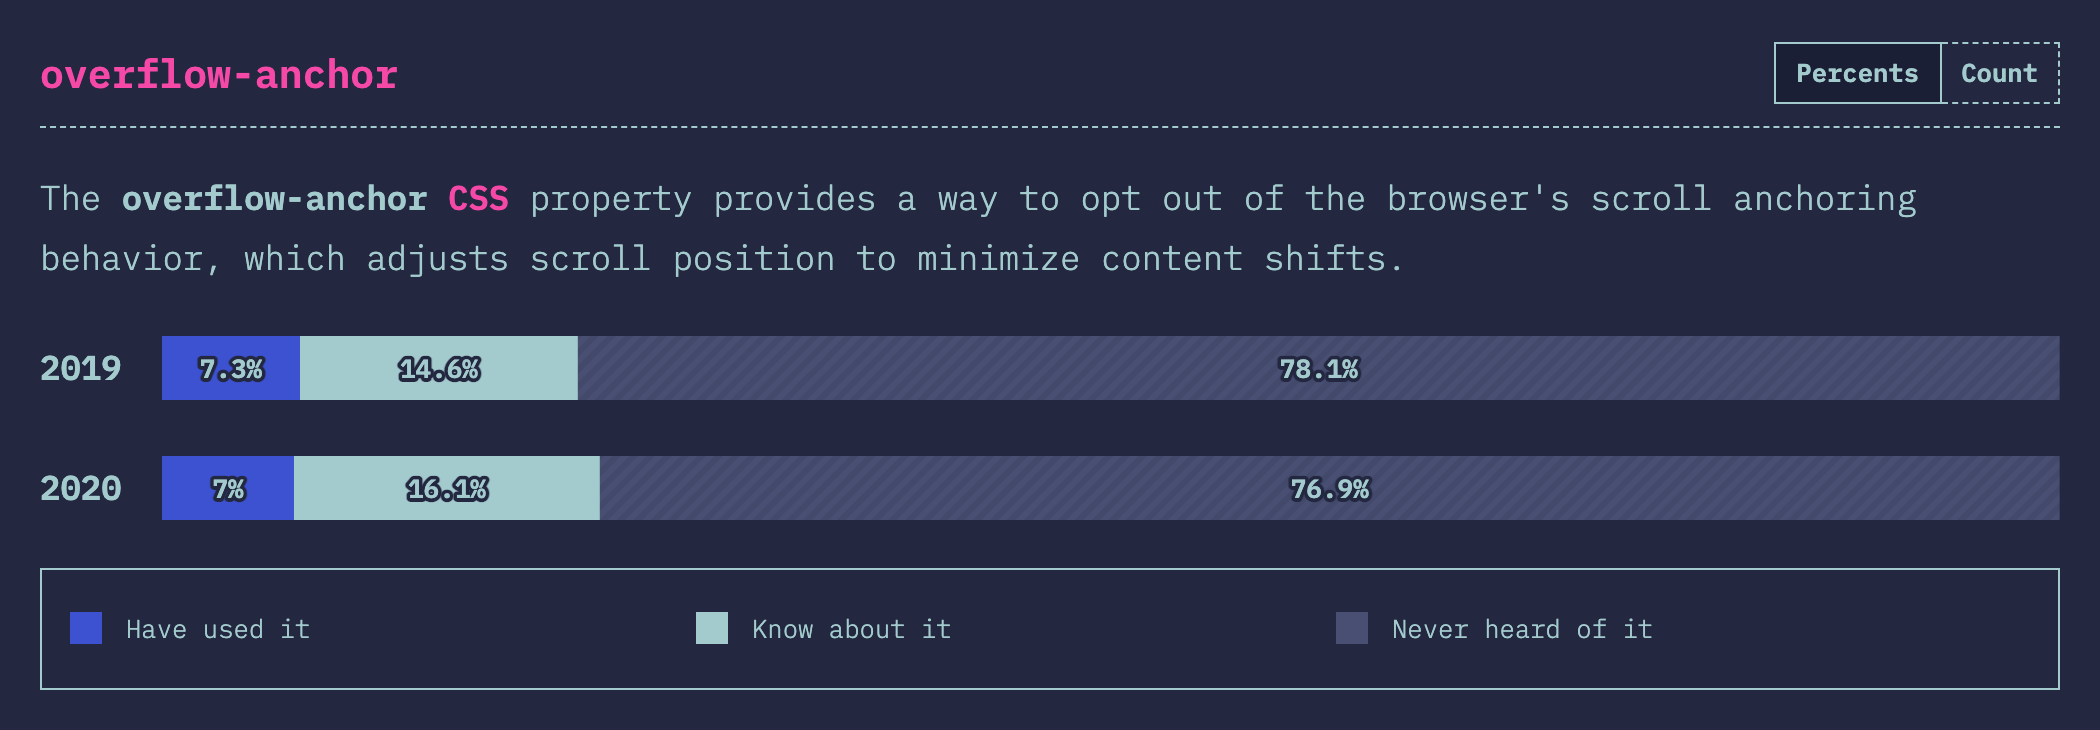 overflow-anchor
Percents Count
The overflow-anchor CSS property provides a way to opt out of the browser's scroll anchoring
behavior, which adjusts scroll position to minimize content shifts.
2019 7.3% 14.6% 78.1%
2020 7% 16.1% 76.9%
Have used it Know about it Never heard of it